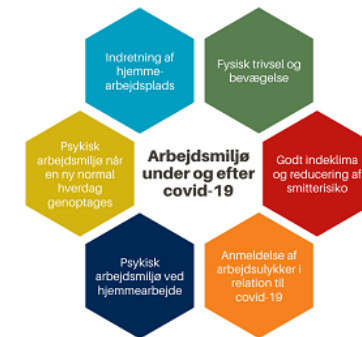 Indretning af
hjemme-
arbejdsplads
Fysisk trivsel og
bevægelse
Psykisk
arbejdsmiljø når
en ny normal
hverdag
genoptages
Arbejdsmiljø
under og efter
covid-19
Godt indeklima
og reducering af
smitterisiko
Psykisk
arbejdsmiljø ved
hjemmearbejde
Anmeldelse af
arbejdsulykker i
relation til
covid-19